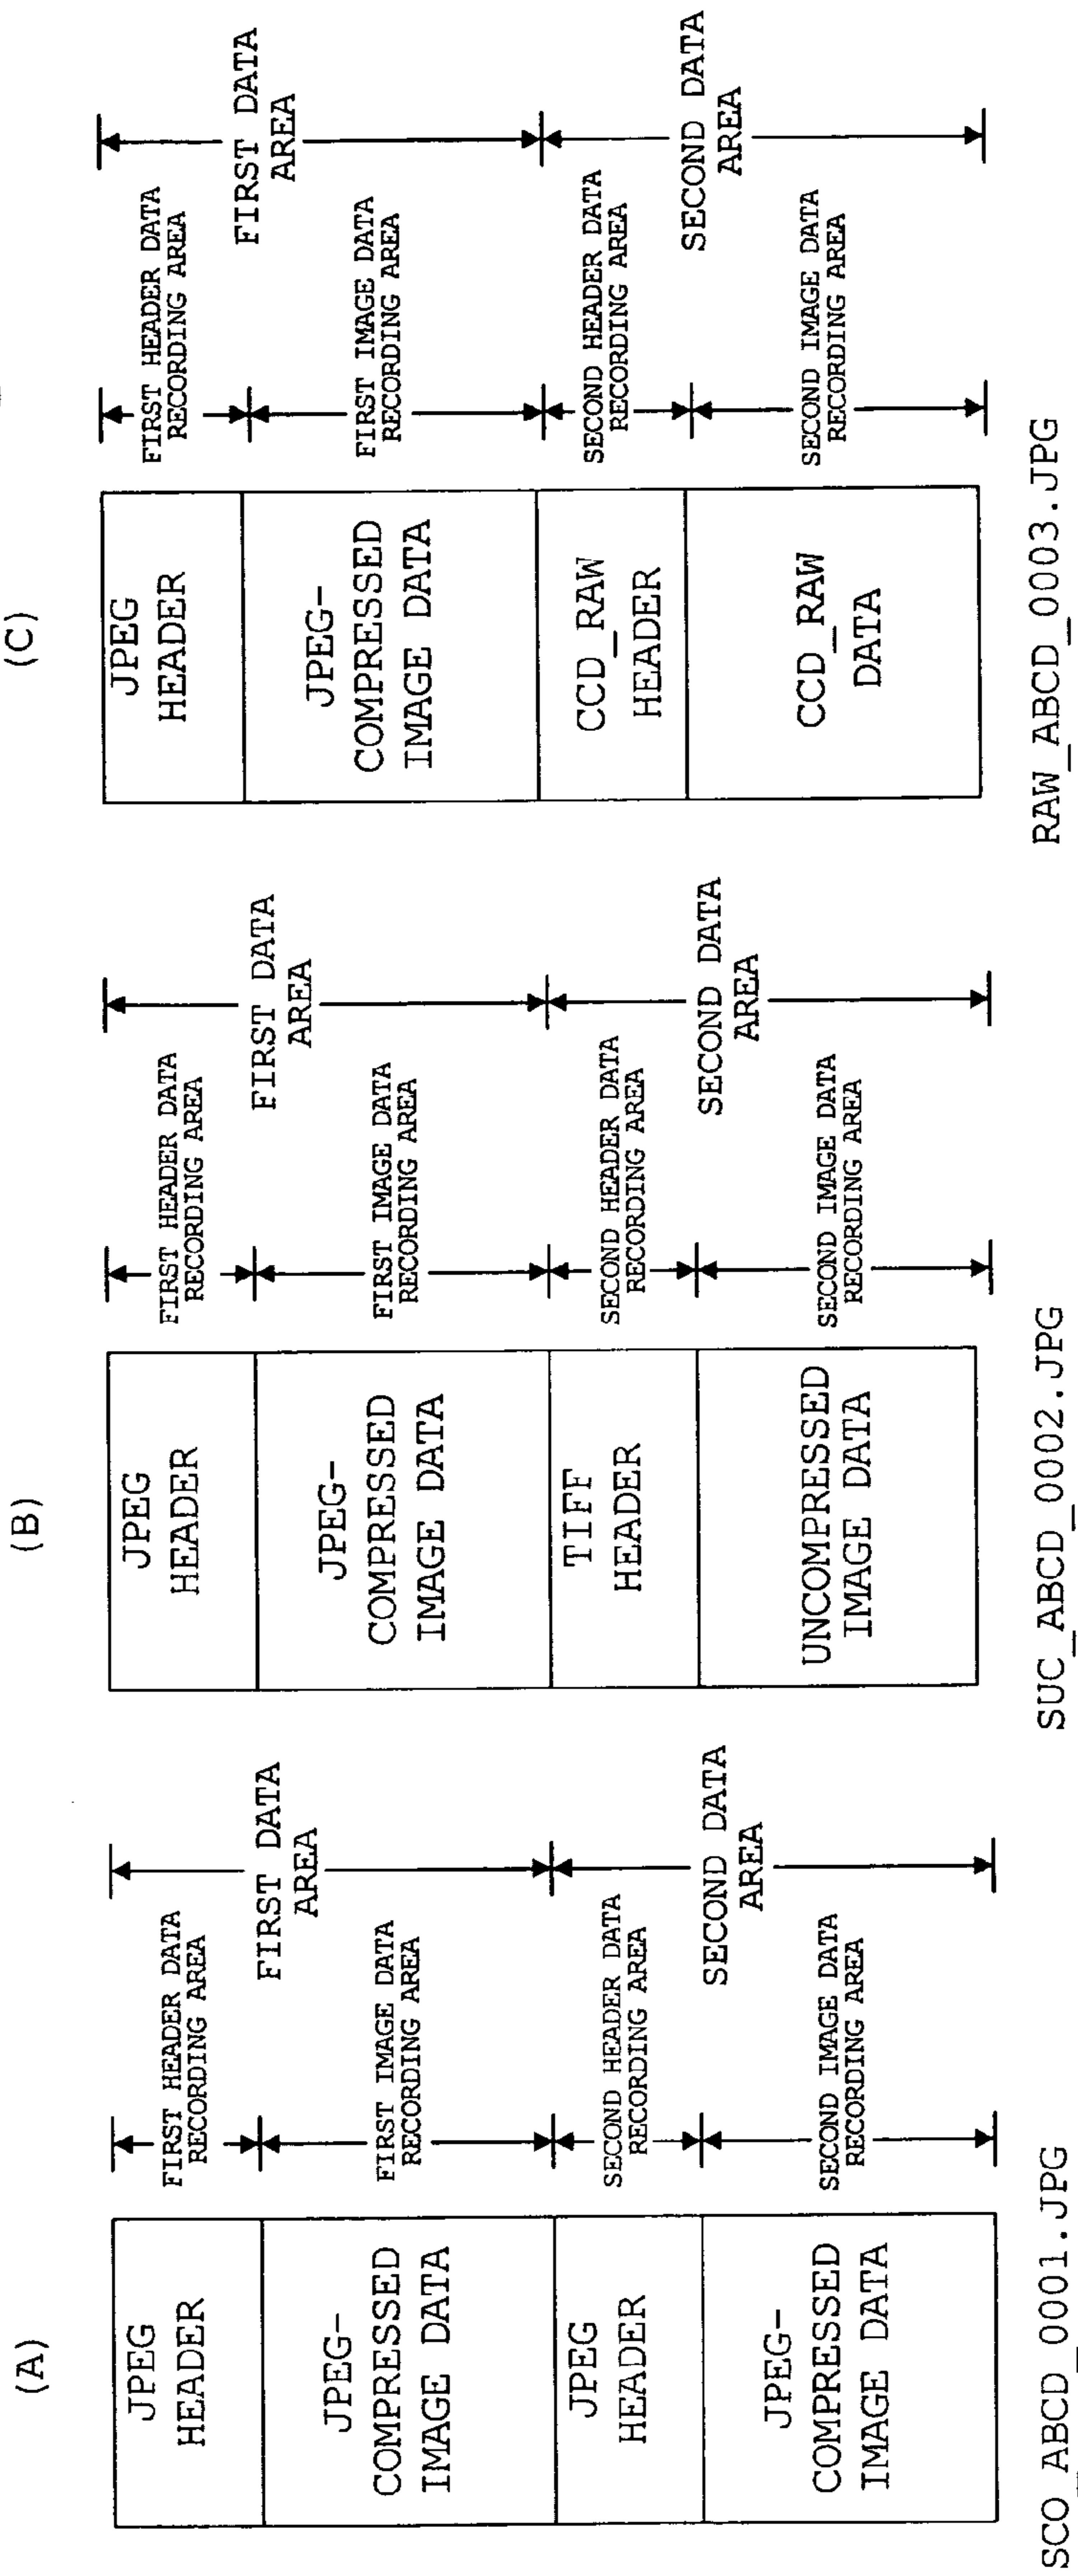 (A)
JPEG
HEADER
JPEG-
COMPRESSED
IMAGE DATA
JPEG
HEADER
JPEG-
COMPRESSED
IMAGE DATA
FIRST HEADER DATA
RECORDING AREA
FIRST IMAGE DATA
RECORDING AREA
SECOND HEADER DATA
RECORDING AREA
SECOND IMAGE DATA
RECORDING AREA
FIRST DATA
AREA
SECOND DATA
AREA
SCO_ABCD_0001.JPG
(B)
JPEG
HEADER
JPEG-
COMPRESSED
IMAGE DATA
TIFF
HEADER
UNCOMPRESSED
IMAGE DATA
FIRST HEADER DATA
RECORDING AREA
FIRST IMAGE DATA
RECORDING AREA
SECOND HEADER DATA
RECORDING AREA
SECOND IMAGE DATA
RECORDING AREA
FIRST DATA
AREA
SECOND DATA
AREA
SUC_ABCD_0002.JPG
(C)
JPEG
HEADER
JPEG-
COMPRESSED
IMAGE DATA
CCD_RAW
HEADER
CCD_RAW
DATA
FIRST HEADER DATA
RECORDING AREA
FIRST IMAGE DATA
RECORDING AREA
SECOND HEADER DATA
RECORDING AREA
SECOND IMAGE DATA
RECORDING AREA
FIRST DATA
AREA
SECOND DATA
AREA
RAW_ABCD_0003.JPG